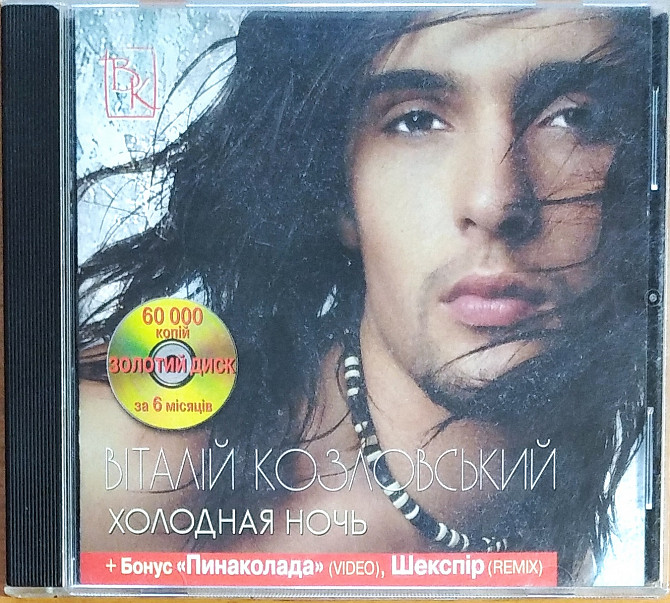 ВК
60 000
копій
ЗОЛОТИЙ ДИСК
за 6 місяців
ВІТАЛІЙ КОЗЛОВСЬКИЙ
ХОЛОДНАЯ НОЧЬ
+ Бонус «Пинаколада» (VIDEO), Шекспір (REMIX)